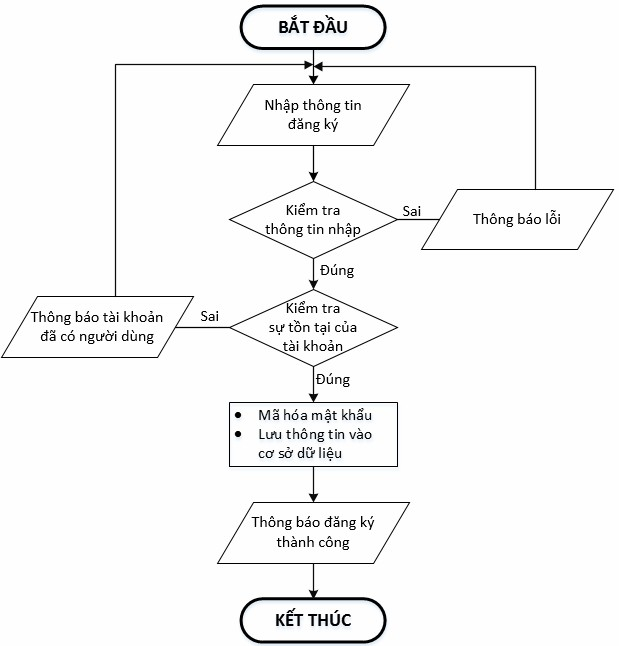 BẮT ĐẦU
Nhập thông tin
đăng ký
Kiểm tra
thông tin nhập
Sai
Thông báo lỗi
Đúng
Thông báo tài khoản
đã có người dùng
Sai
Kiểm tra
sự tồn tại của
tài khoản
Đúng
• Mã hóa mật khẩu
• Lưu thông tin vào
cơ sở dữ liệu
Thông báo đăng ký
thành công
KẾT THÚC